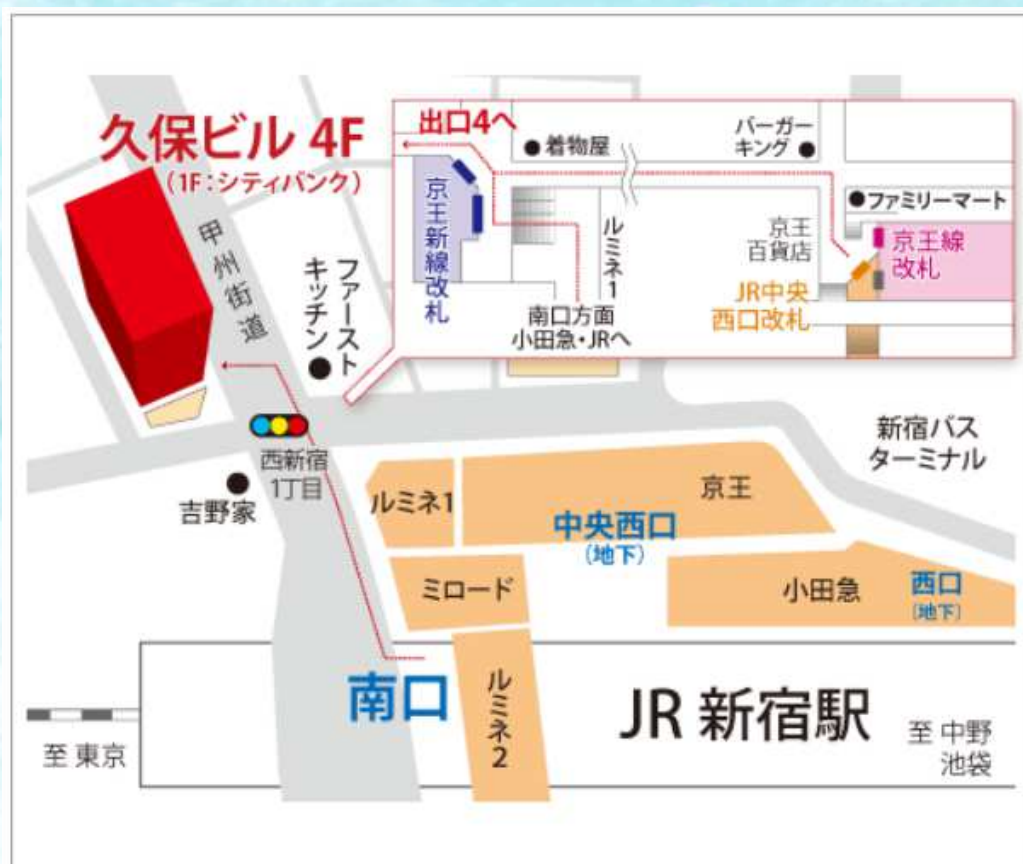 久保ビル 4F
(1F:シティバンク)
甲州街道
ファースト
キッチン
出口4へ
着物屋
バーガー
キング
ファミリーマート
京王新線改札
ルミネ1
京王
百貨店
京王線
改札
JR中央
西口改札
南口方面
小田急・JRへ
新宿バス
ターミナル
西新宿
1丁目
吉野家
ルミネ1
京王
中央西口
(地下)
ミロード
小田急
西口
(地下)
南口
ルミネ2
JR 新宿駅
至 東京
至 中野
池袋